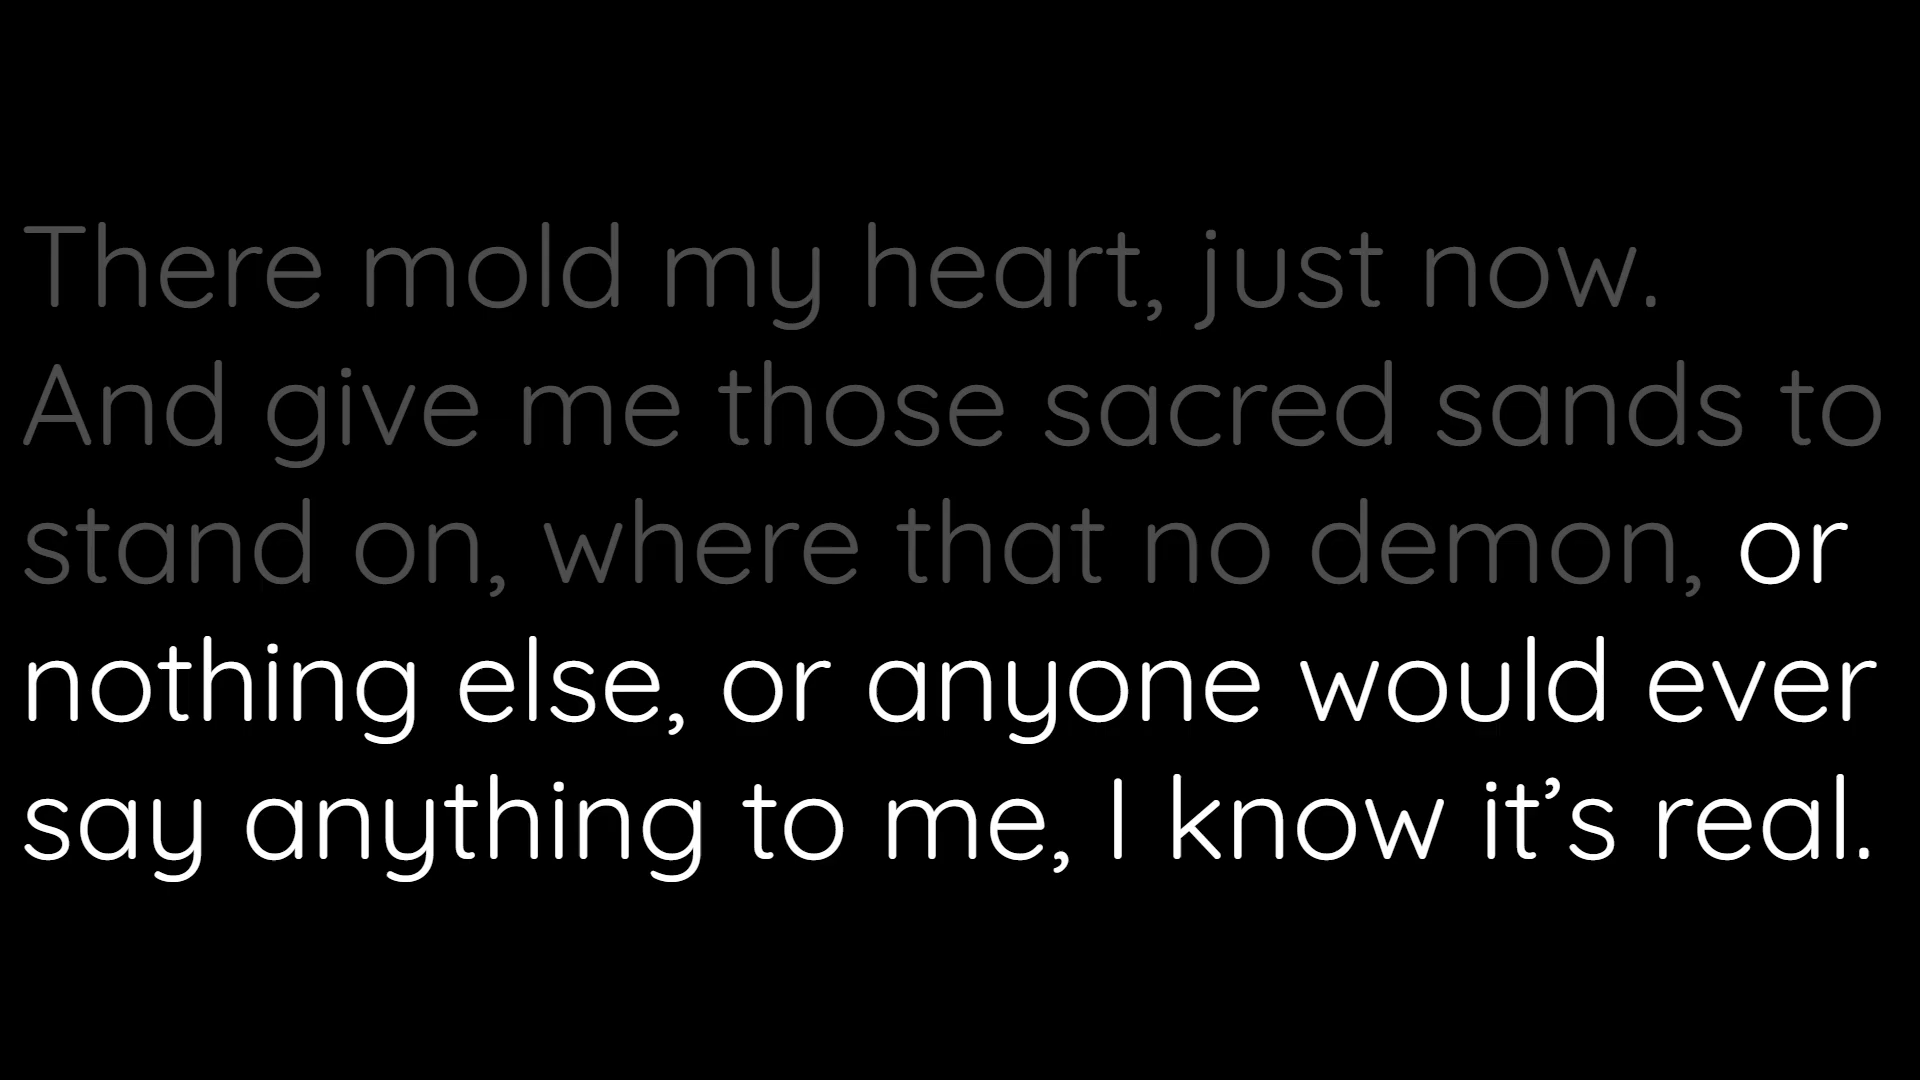 There mold my heart, just now.
And give me those sacred sands to
stand on, where that no demon, or
nothing else, or anyone would ever
say anything to me, I know it’s real.